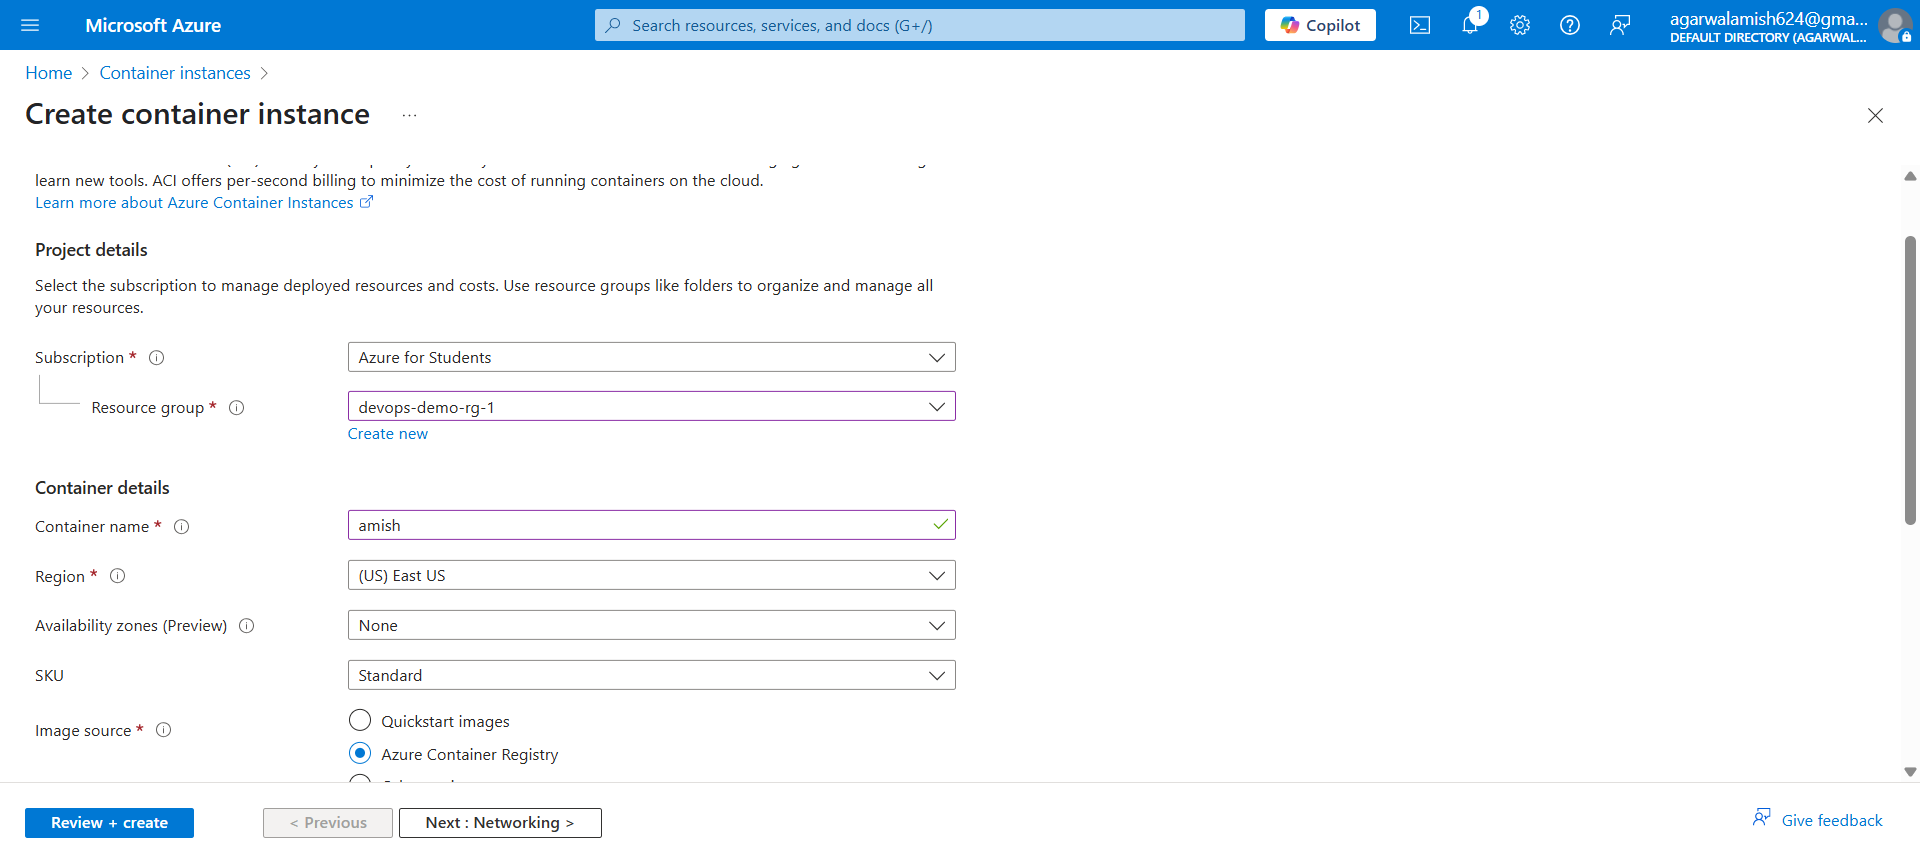 Microsoft Azure
Search resources, services, and docs (G+/)
Copilot
1
agarwalamish624@gma...
DEFAULT DIRECTORY (AGARWAL...
Home > Container instances >
Create container instance ...
learn new tools. ACI offers per-second billing to minimize the cost of running containers on the cloud.
Learn more about Azure Container Instances
Project details
Select the subscription to manage deployed resources and costs. Use resource groups like folders to organize and manage all
your resources.
Subscription * Azure for Students
Resource group * devops-demo-rg-1
Create new
Container details
Container name * amish
Region * (US) East US
Availability zones (Preview) None
SKU Standard
Image source * Quickstart images
Azure Container Registry
Review + create
< Previous
Next : Networking >
Give feedback